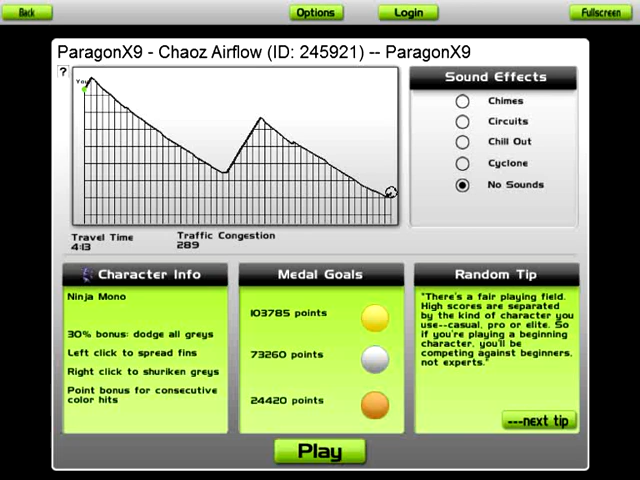 Back
Options
Login
Fullscreen
ParagonX9 - Chaoz Airflow (ID: 245921) -- ParagonX9
?
You
Sound Effects
Chimes
Circuits
Chill Out
Cyclone
No Sounds
Travel Time
4:13
Traffic Congestion
289
Character Info
Ninja Mono
30% bonus: dodge all greys
Left click to spread fins
Right click to shuriken greys
Point bonus for consecutive
color hits
Medal Goals
103785 points
73260 points
24420 points
Random Tip
"There's a fair playing field.
High scores are separated
by the kind of character you
use--casual, pro or elite. So
if you're playing a beginning
character, you'll be
competing against beginners,
not experts."
---next tip
Play